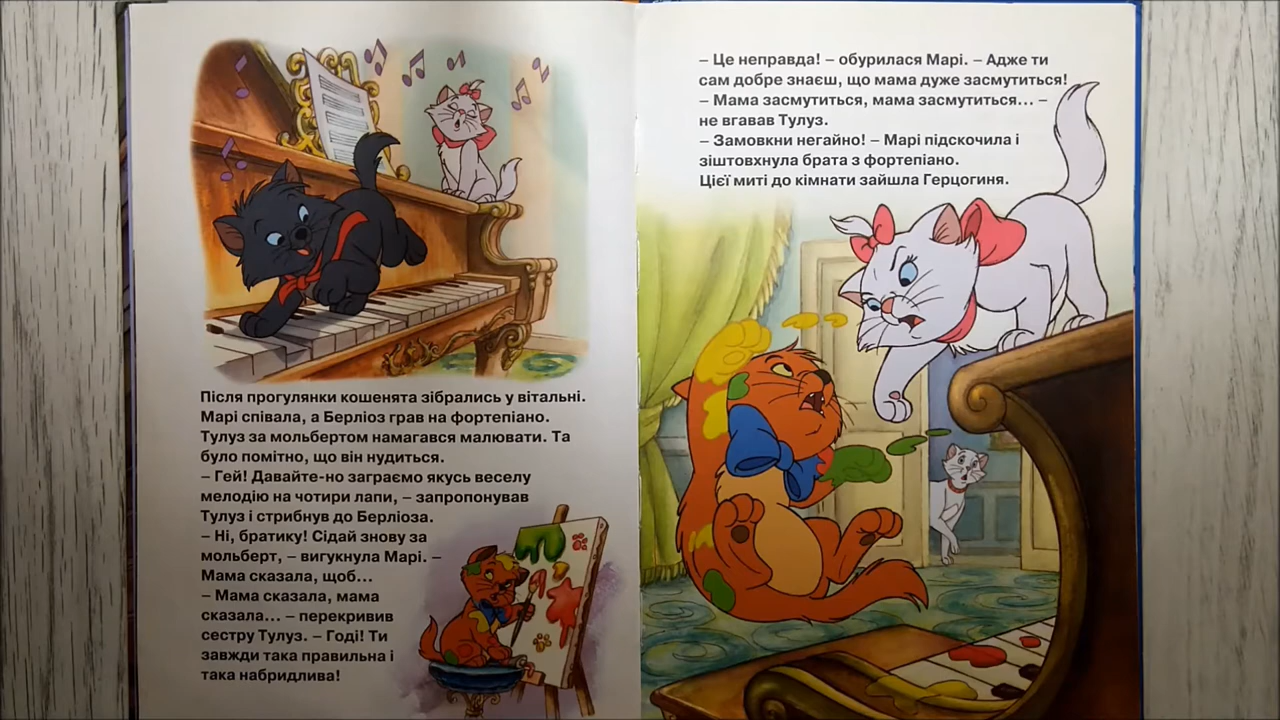 Після прогулянки кошенята зібрались у вітальні.
Марі співала, а Берліоз грав на фортепіано.
Тулуз за мольбертом намагався малювати. Та
було помітно, що він нудиться.
– Гей! Давайте-но заграємо якусь веселу
мелодію на чотири лапи, – запропонував
Тулуз і стрибнув до Берліоза.
– Ні, братику! Сідай знову за
мольберт, – вигукнула Марі. –
Мама сказала, щоб...
– Мама сказала, мама
сказала... – перекривив
сестру Тулуз. – Годі! Ти
завжди така правильна і
така набридлива!
– Це неправда! – обурилася Марі. – Адже ти
сам добре знаєш, що мама дуже засмутиться!
– Мама засмутиться, мама засмутиться... –
не вгавав Тулуз.
– Замовкни негайно! – Марі підскочила і
зіштовхнула брата з фортепіано.
Цієї миті до кімнати зайшла Герцогиня.